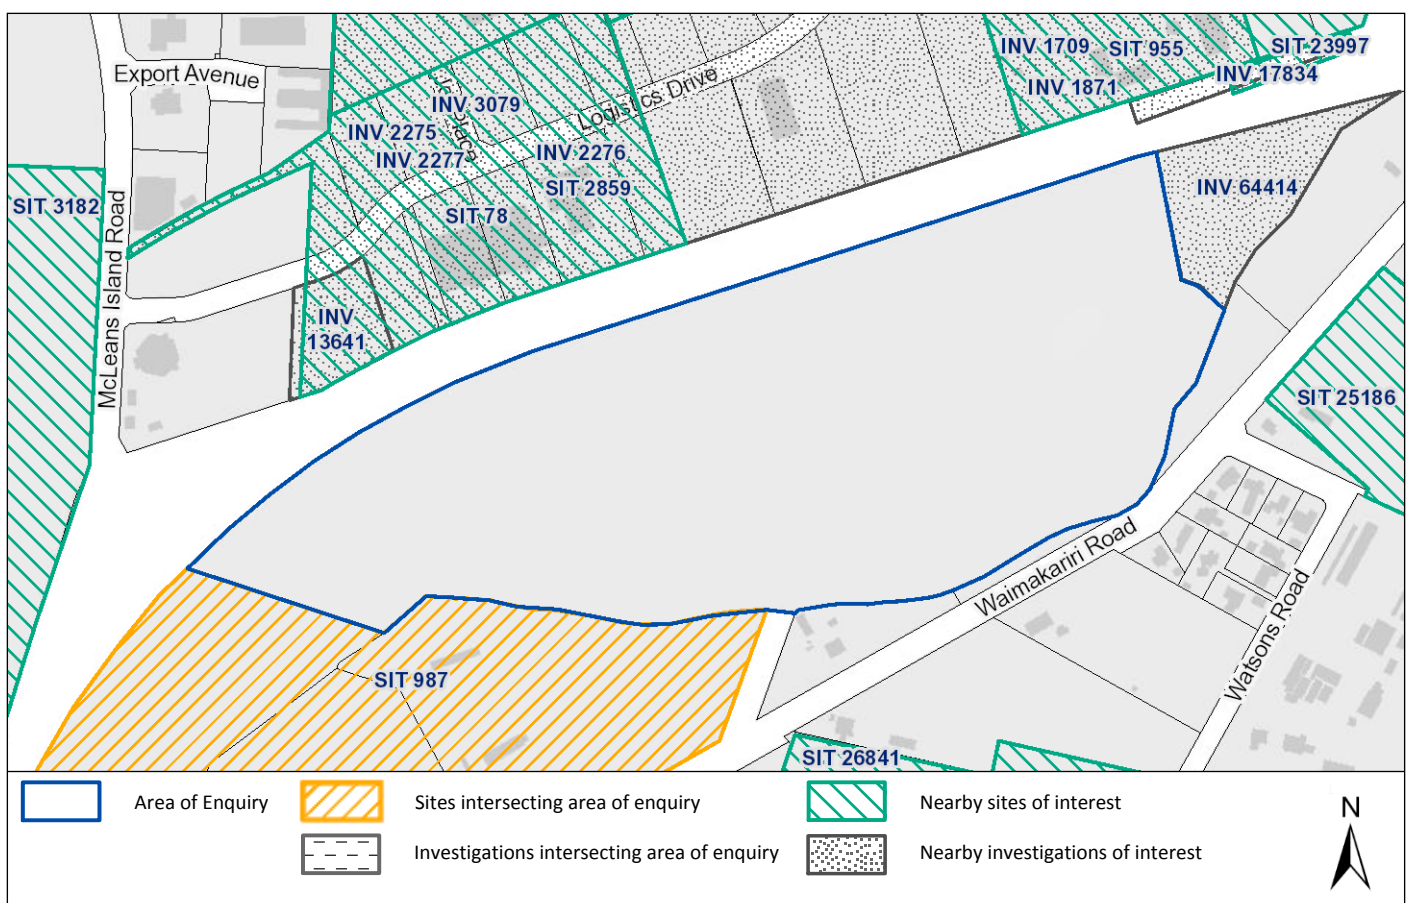 INV 1709
SIT 955
SIT 23997
INV 17834
INV 1871
Export Avenue
INV 3079
Logistics Drive
INV 2275
INV 2277
INV 2276
SIT 2859
SIT 78
INV 64414
SIT 3182
McLeans Island Road
INV
13641
SIT 25186
Waimakariri Road
Watsons Road
SIT 987
SIT 26841
Area of Enquiry
Sites intersecting area of enquiry
Nearby sites of interest
Investigations intersecting area of enquiry
Nearby investigations of interest
N